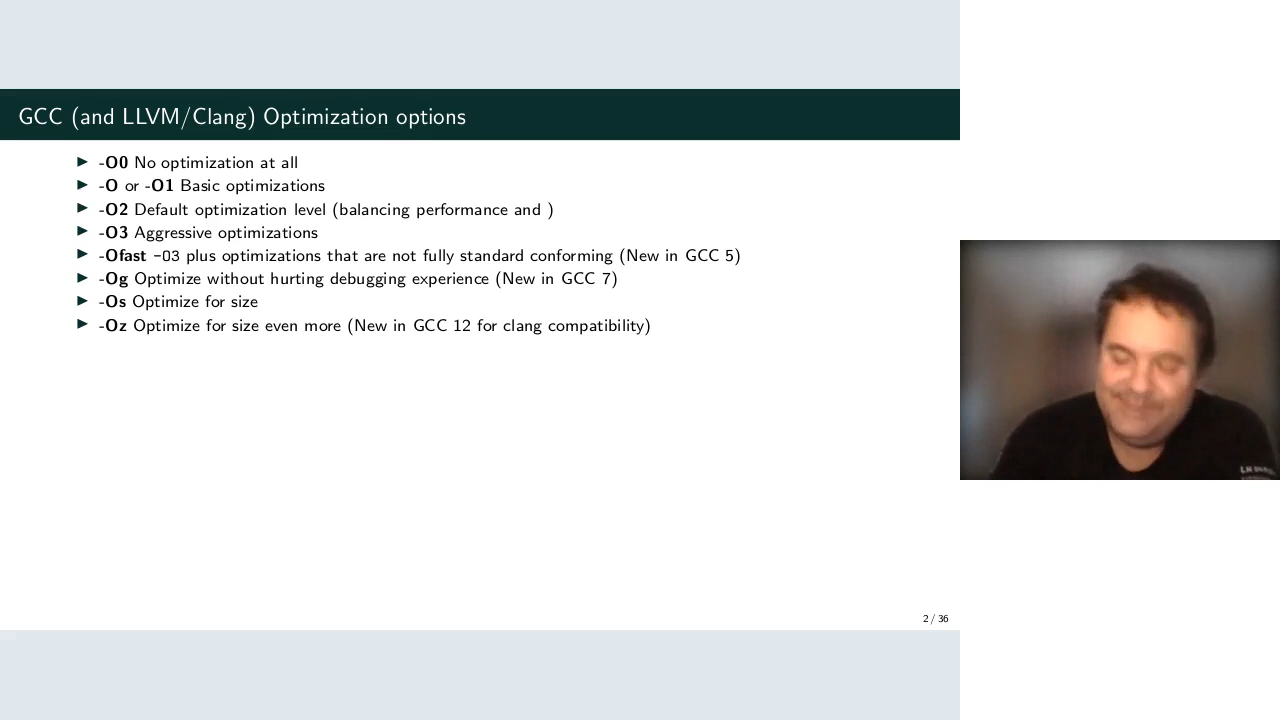 GCC (and LLVM/Clang) Optimization options
▶ -O0 No optimization at all
▶ -O or -O1 Basic optimizations
▶ -O2 Default optimization level (balancing performance and )
▶ -O3 Aggressive optimizations
▶ -Ofast -O3 plus optimizations that are not fully standard conforming (New in GCC 5)
▶ -Og Optimize without hurting debugging experience (New in GCC 7)
▶ -Os Optimize for size
▶ -Oz Optimize for size even more (New in GCC 12 for clang compatibility)
2 / 36